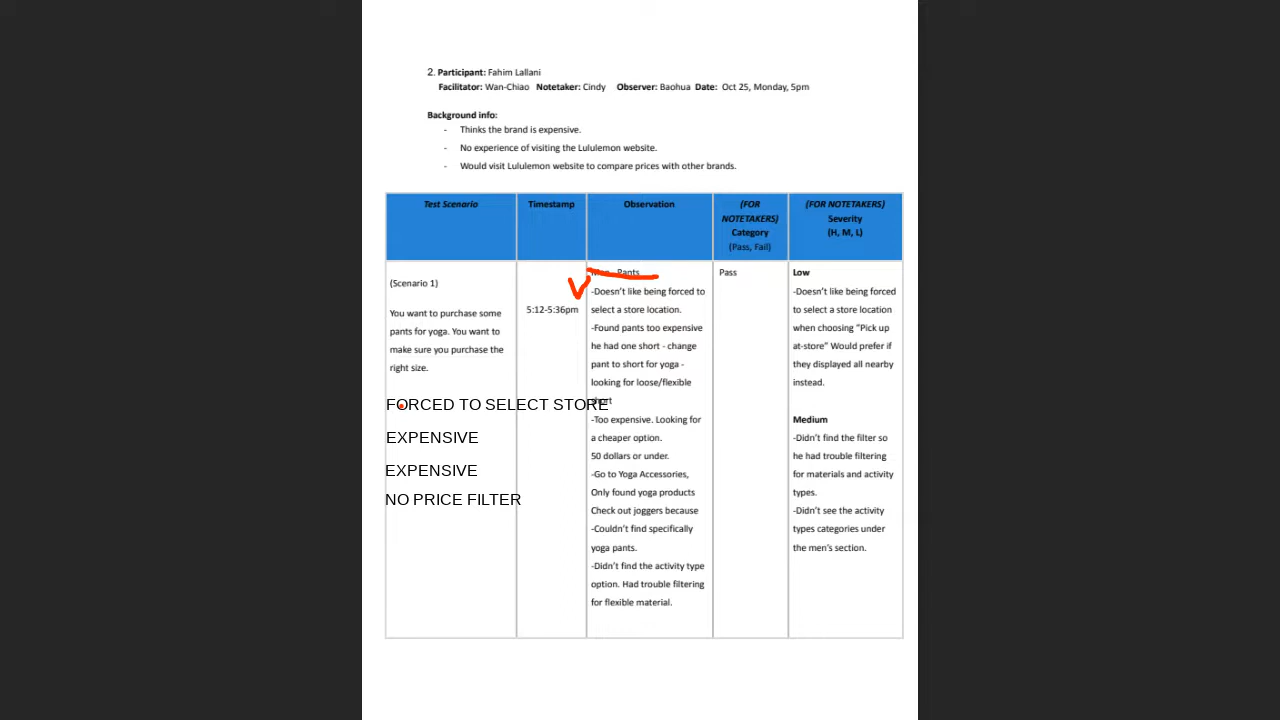 2. Participant: Fahim Lallani
Facilitator: Wan-Chiao Notetaker: Cindy Observer: Baohua Date: Oct 25, Monday, 5pm
Background info:
- Thinks the brand is expensive.
- No experience of visiting the Lululemon website.
- Would visit Lululemon website to compare prices with other brands.
Test Scenario
Timestamp
Observation
(FOR
NOTETAKERS)
Category
(Pass, Fail)
(FOR NOTETAKERS)
Severity
(H, M, L)
(Scenario 1)
You want to purchase some
pants for yoga. You want to
make sure you purchase the
right size.
FORCED TO SELECT STORE
EXPENSIVE
EXPENSIVE
NO PRICE FILTER
5:12-5:36pm
Pants
-Doesn't like being forced to
select a store location.
-Found pants too expensive
he had one short - change
pant to short for yoga -
looking for loose/flexible
short
-Too expensive. Looking for
a cheaper option.
50 dollars or under.
-Go to Yoga Accessories,
Only found yoga products
Check out joggers because
-Couldn't find specifically
yoga pants.
-Didn't find the activity type
option. Had trouble filtering
for flexible material.
Pass
Low
-Doesn't like being forced
to select a store location
when choosing "Pick up
at-store" Would prefer if
they displayed all nearby
instead.
Medium
-Didn't find the filter so
he had trouble filtering
for materials and activity
types.
-Didn't see the activity
types categories under
the men's section.